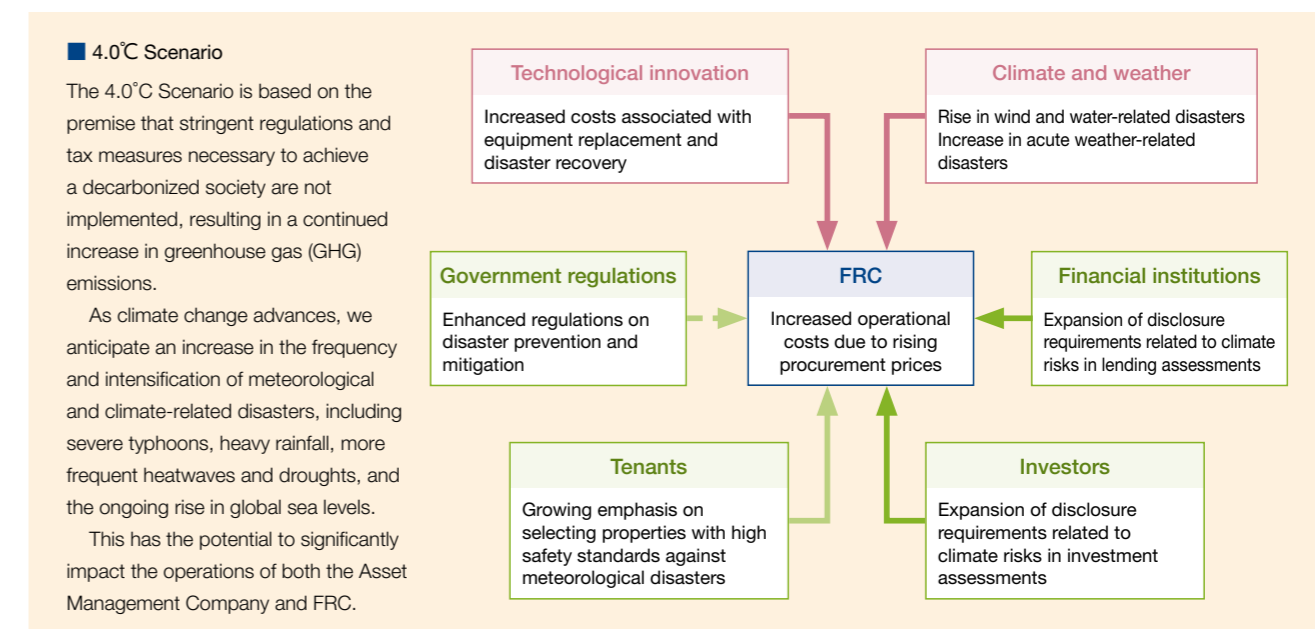 ■ 4.0℃ Scenario
The 4.0˚C Scenario is based on the
premise that stringent regulations and
tax measures necessary to achieve
a decarbonized society are not
implemented, resulting in a continued
increase in greenhouse gas (GHG)
emissions.
As climate change advances, we
anticipate an increase in the frequency
and intensification of meteorological
and climate-related disasters, including
severe typhoons, heavy rainfall, more
frequent heatwaves and droughts, and
the ongoing rise in global sea levels.
This has the potential to significantly
impact the operations of both the Asset
Management Company and FRC.
Technological innovation
Increased costs associated with
equipment replacement and
disaster recovery
Climate and weather
Rise in wind and water-related disasters
Increase in acute weather-related
disasters
Government regulations
Enhanced regulations on
disaster prevention and
mitigation
FRC
Increased operational
costs due to rising
procurement prices
Financial institutions
Expansion of disclosure
requirements related to climate
risks in lending assessments
Tenants
Growing emphasis on
selecting properties with high
safety standards against
meteorological disasters
Investors
Expansion of disclosure
requirements related to
climate risks in investment
assessments